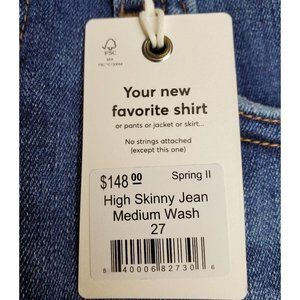 FSC
MIX
Your new
favorite shirt
or pants or jacket or skirt...
No strings attached
(except this one)
$148.00 Spring II
High Skinny Jean
Medium Wash
27
8 40006 82730 6